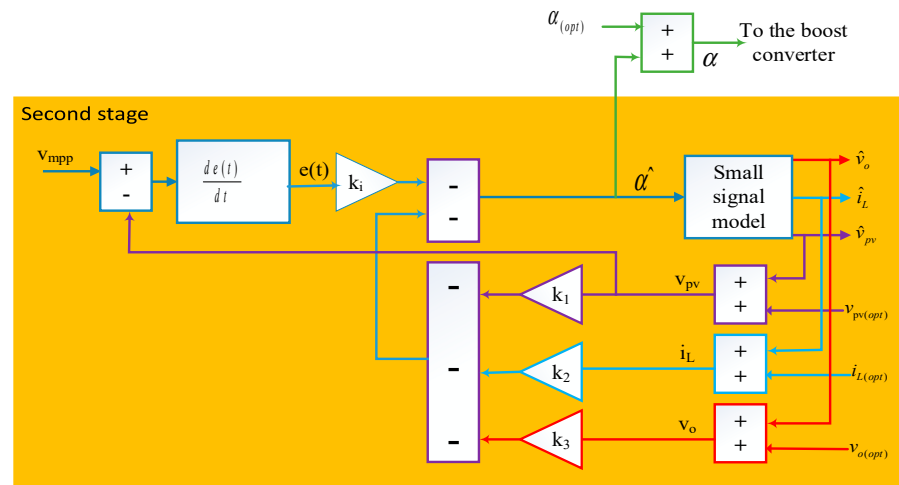 α(opt)
+
+
α
To the boost
converter
Second stage
vmpp
+
-
de(t)
dt
e(t)
ki
-
-
α^
Small
signal
model
v̂o
îL
v̂pv
-
-
-
k1
vpv
+
+
vpv(opt)
k2
iL
+
+
iL(opt)
k3
vo
+
+
vo(opt)